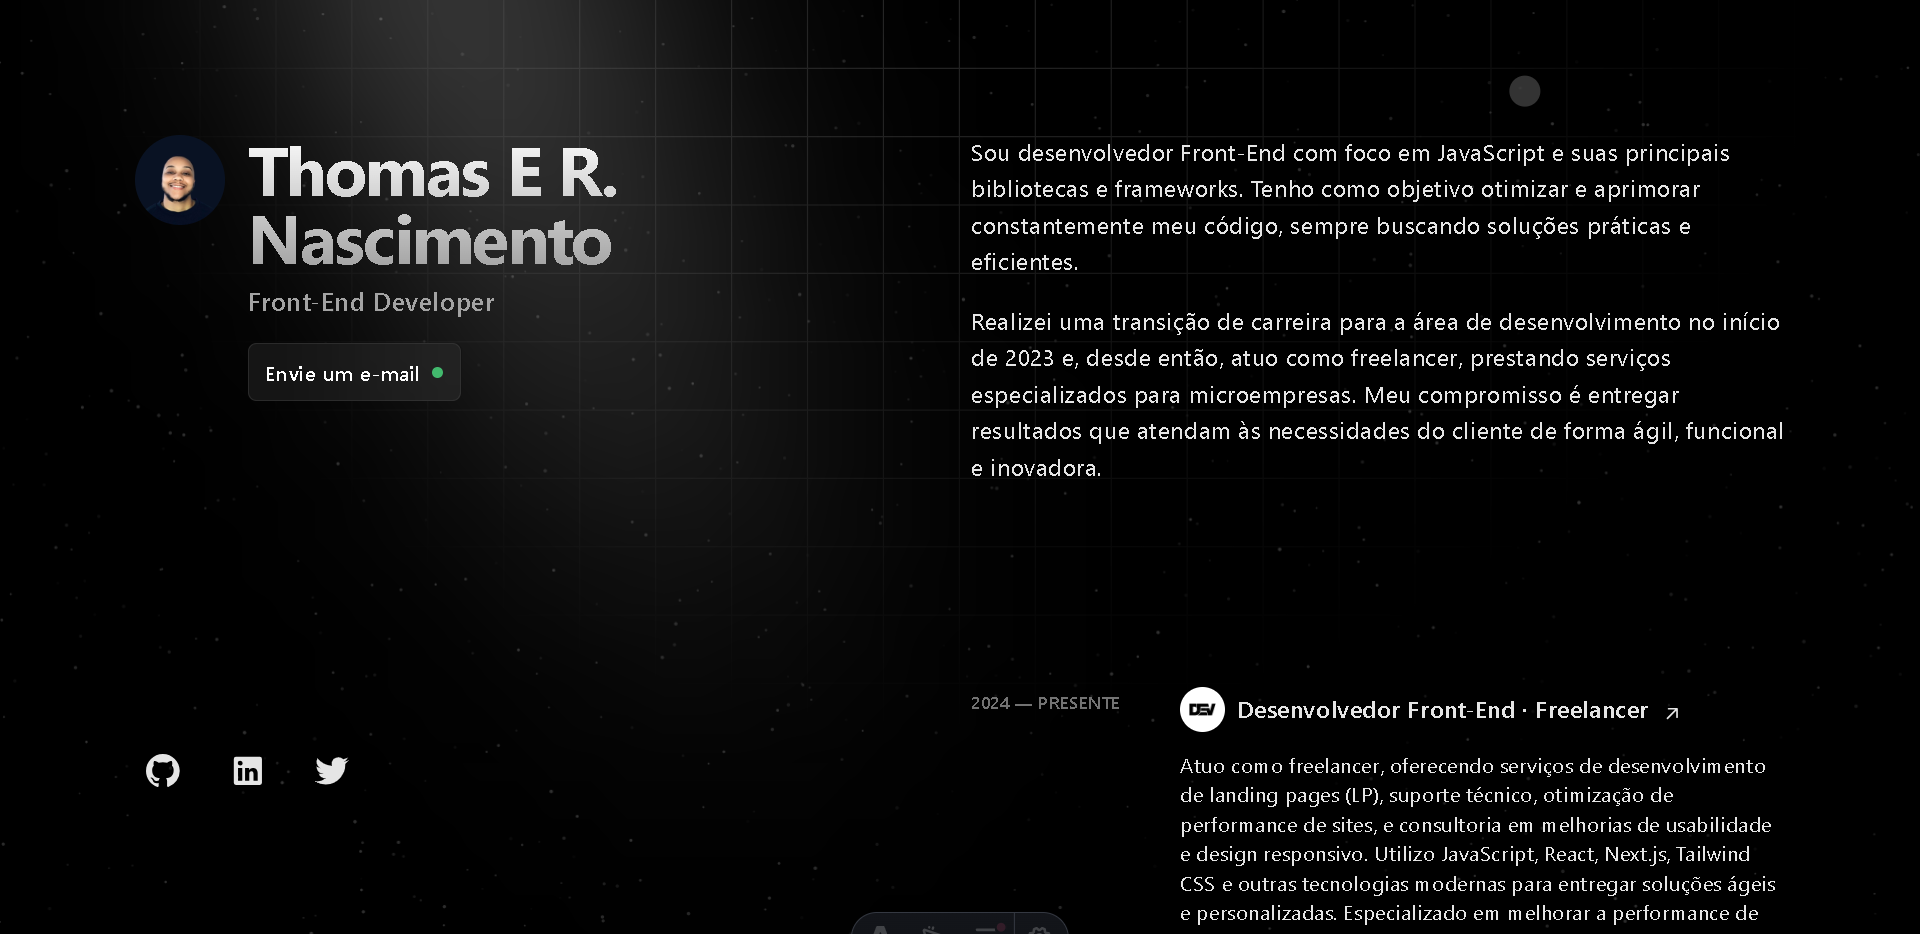 Thomas E R.
Nascimento
Front-End Developer
Envie um e-mail
Sou desenvolvedor Front-End com foco em JavaScript e suas principais
bibliotecas e frameworks. Tenho como objetivo otimizar e aprimorar
constantemente meu código, sempre buscando soluções práticas e
eficientes.
Realizei uma transição de carreira para a área de desenvolvimento no início
de 2023 e, desde então, atuo como freelancer, prestando serviços
especializados para microempresas. Meu compromisso é entregar
resultados que atendam às necessidades do cliente de forma ágil, funcional
e inovadora.
2024 — PRESENTE
DEV
Desenvolvedor Front-End · Freelancer
Atuo como freelancer, oferecendo serviços de desenvolvimento
de landing pages (LP), suporte técnico, otimização de
performance de sites, e consultoria em melhorias de usabilidade
e design responsivo. Utilizo JavaScript, React, Next.js, Tailwind
CSS e outras tecnologias modernas para entregar soluções ágeis
e personalizadas. Especializado em melhorar a performance de
in